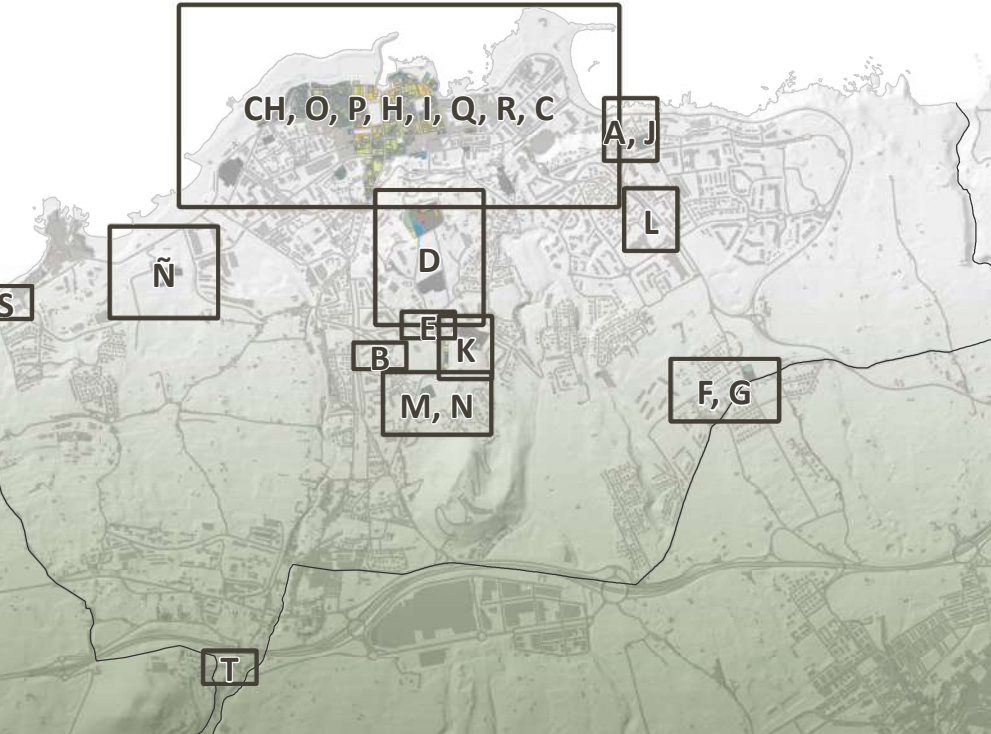 CH, O, P, H, I, Q, R, C
A, J
L
D
Ñ
S
E
K
B
F, G
M, N
T